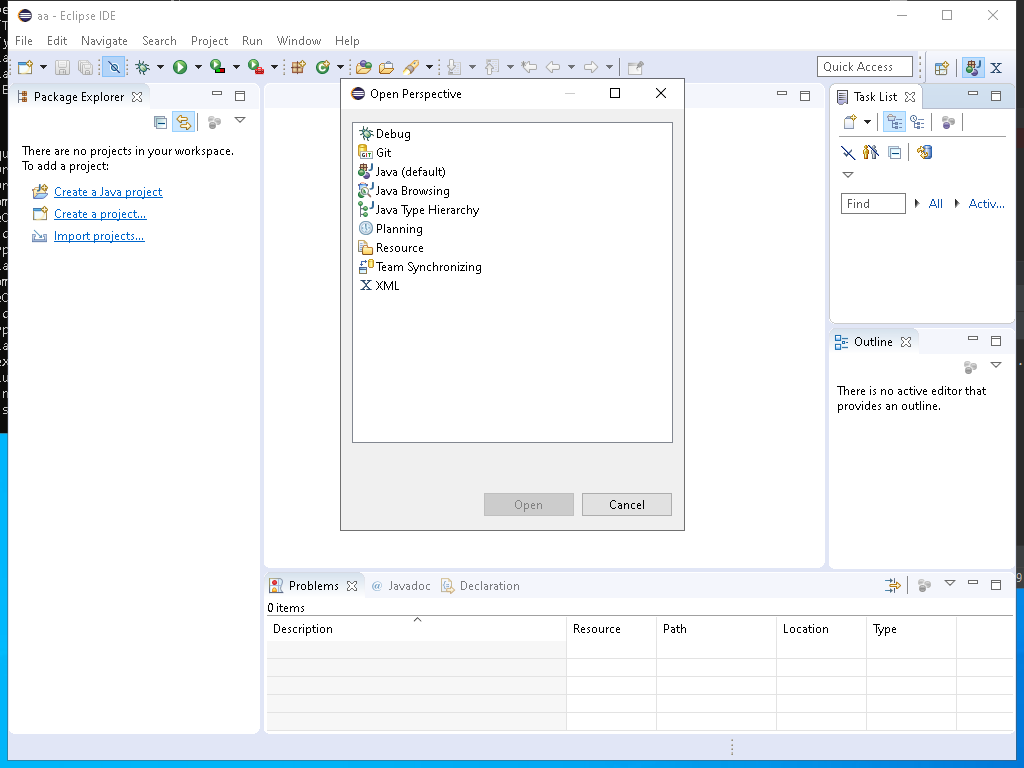 aa - Eclipse IDE
File Edit Navigate Search Project Run Window Help
Quick Access
Package Explorer
There are no projects in your workspace.
To add a project:
Create a Java project
Create a project...
Import projects...
Open Perspective
Debug
Git
Java (default)
Java Browsing
Java Type Hierarchy
Planning
Resource
Team Synchronizing
XML
Open Cancel
Task List
Find All Activ...
Outline
There is no active editor that
provides an outline.
Problems @ Javadoc Declaration
0 items
Description Resource Path Location Type